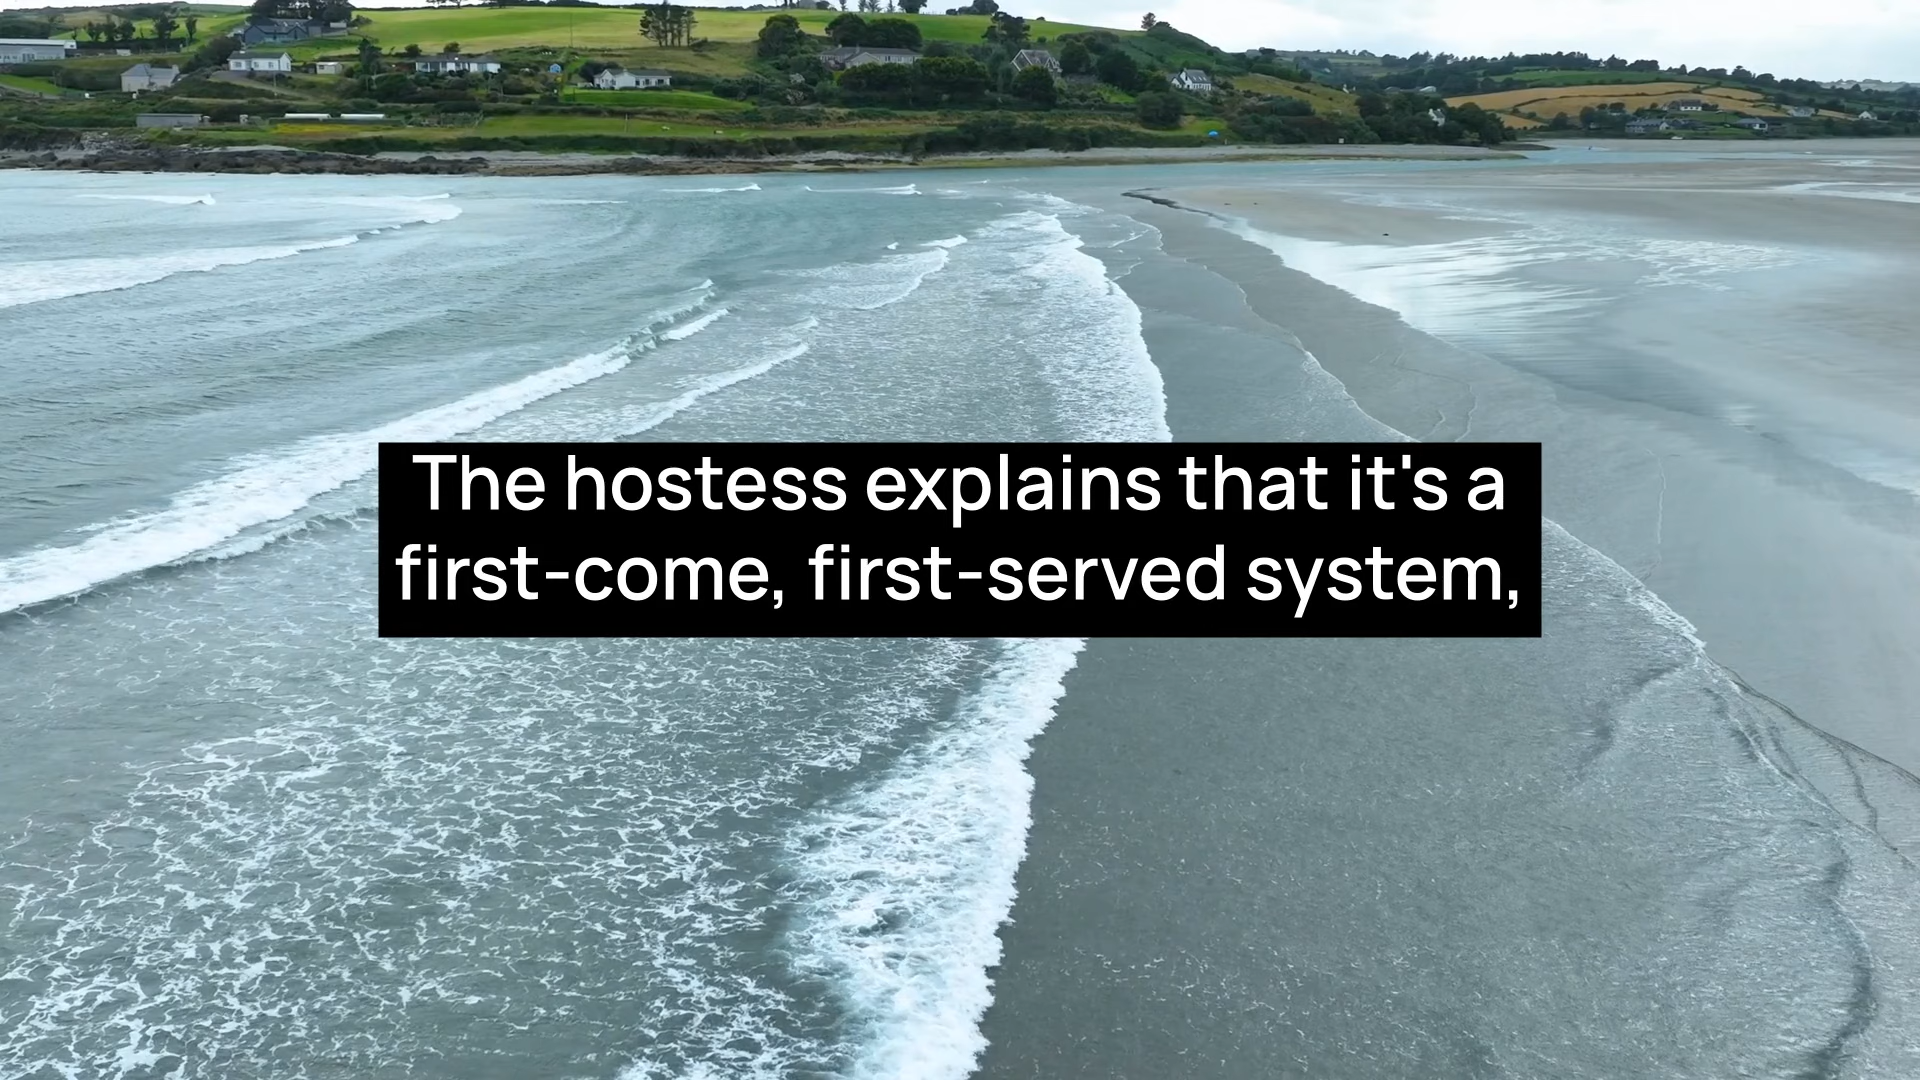 The hostess explains that it's a
first-come, first-served system,